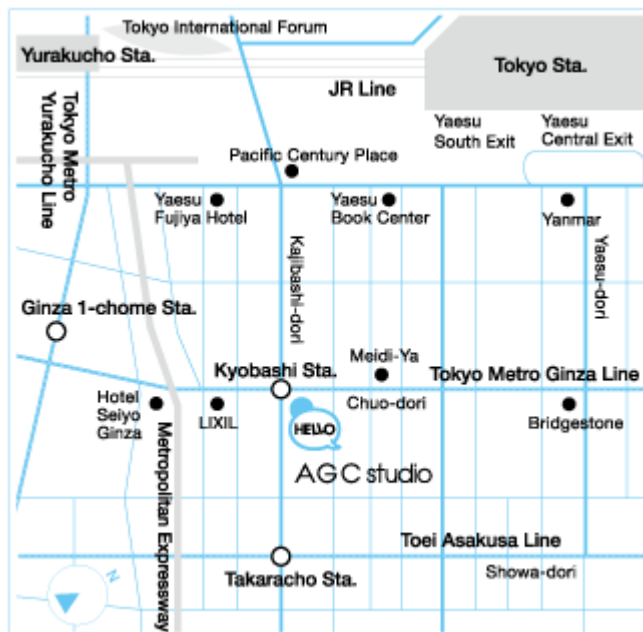 Tokyo International Forum
Yurakucho Sta.
Tokyo Sta.
JR Line
Tokyo Metro
Yurakucho Line
Yaesu
South Exit
Yaesu
Central Exit
Pacific Century Place
Yaesu
Fujiya Hotel
Yaesu
Book Center
Yanmar
Kajibashi-dori
Yaesu-dori
Ginza 1-chome Sta.
Meidi-Ya
Kyobashi Sta.
Tokyo Metro Ginza Line
Hotel
Seiyo
Ginza
LIXIL
Chuo-dori
Bridgestone
HELLO
AGC studio
Metropolitan Expressway
Toei Asakusa Line
Takaracho Sta.
Showa-dori
N